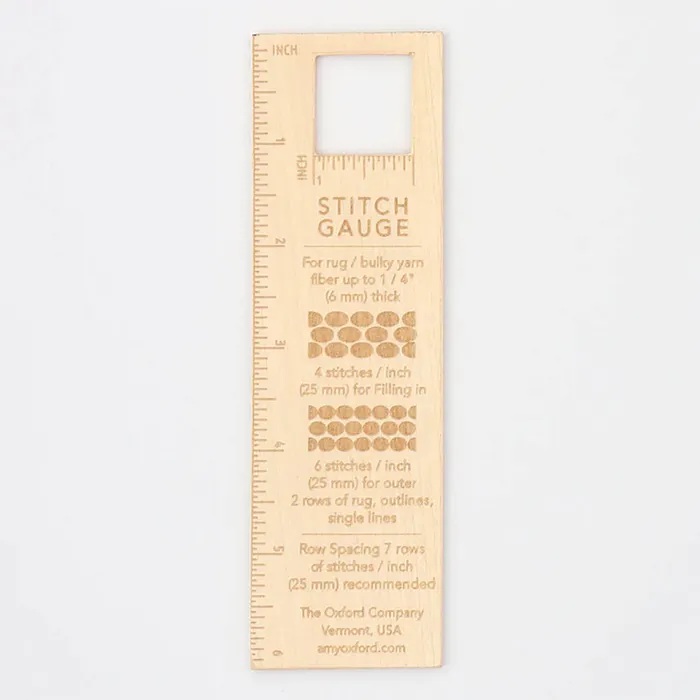 INCH
1
2
3
4
5
6
INCH
1
STITCH
GAUGE
For rug / bulky yarn
fiber up to 1 / 4"
(6 mm) thick
4 stitches / inch
(25 mm) for Filling in
6 stitches / inch
(25 mm) for outer
2 rows of rug, outlines,
single lines
Row Spacing 7 rows
of stitches / inch
(25 mm) recommended
The Oxford Company
Vermont, USA
amyoxford.com